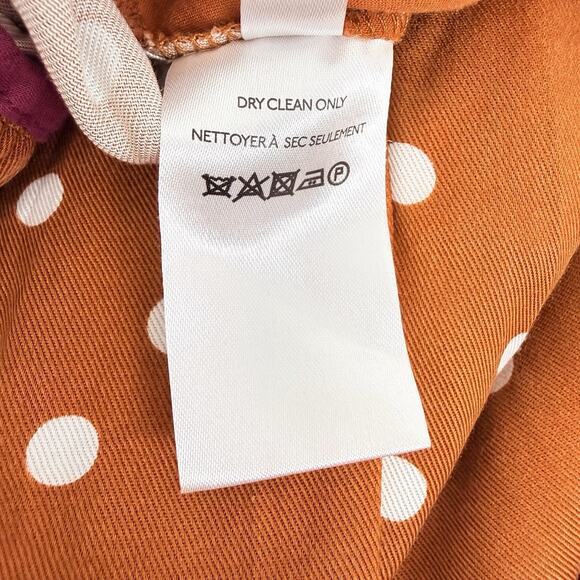 DRY CLEAN ONLY
NETTOYER À SEC SEULEMENT
P